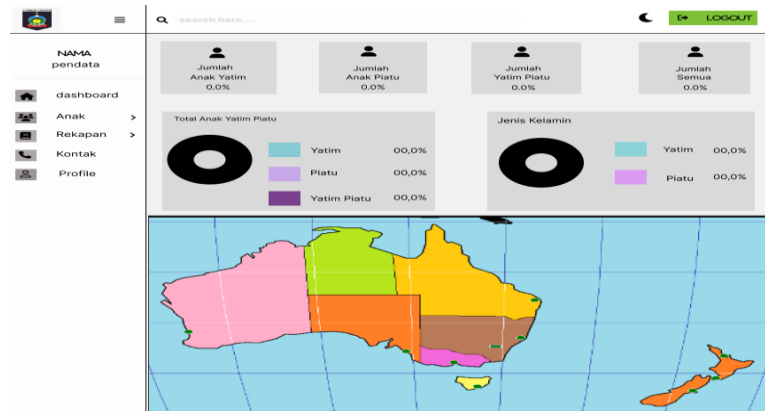 search here....
LOGOUT
NAMA
pendata
dashboard
Anak
Rekapan
Kontak
Profile
Jumlah
Anak Yatim
0.0%
Jumlah
Anak Piatu
0.0%
Jumlah
Yatim Piatu
0.0%
Jumlah
Semua
0.0%
Total Anak Yatim Piatu
Yatim 00,0%
Piatu 00,0%
Yatim Piatu 00,0%
Jenis Kelamin
Yatim 00,0%
Piatu 00,0%